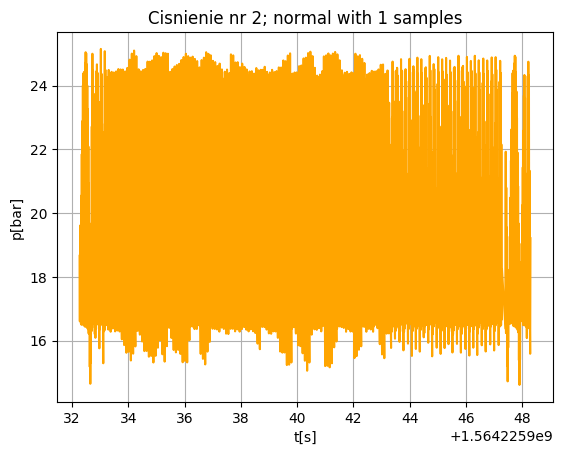 Cisnienie nr 2; normal with 1 samples
24
22
20
18
16
p[bar]
32 34 36 38 40 42 44 46 48
t[s]
+1.5642259e9